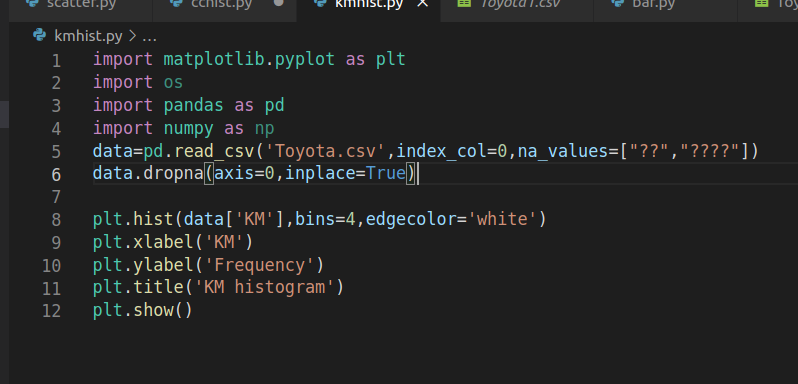 scatter.py cchist.py kmhist.py Toyota1.csv bar.py
kmhist.py > ...
1 import matplotlib.pyplot as plt
2 import os
3 import pandas as pd
4 import numpy as np
5 data=pd.read_csv('Toyota.csv',index_col=0,na_values=["??","????"])
6 data.dropna(axis=0,inplace=True)
7
8 plt.hist(data['KM'],bins=4,edgecolor='white')
9 plt.xlabel('KM')
10 plt.ylabel('Frequency')
11 plt.title('KM histogram')
12 plt.show()